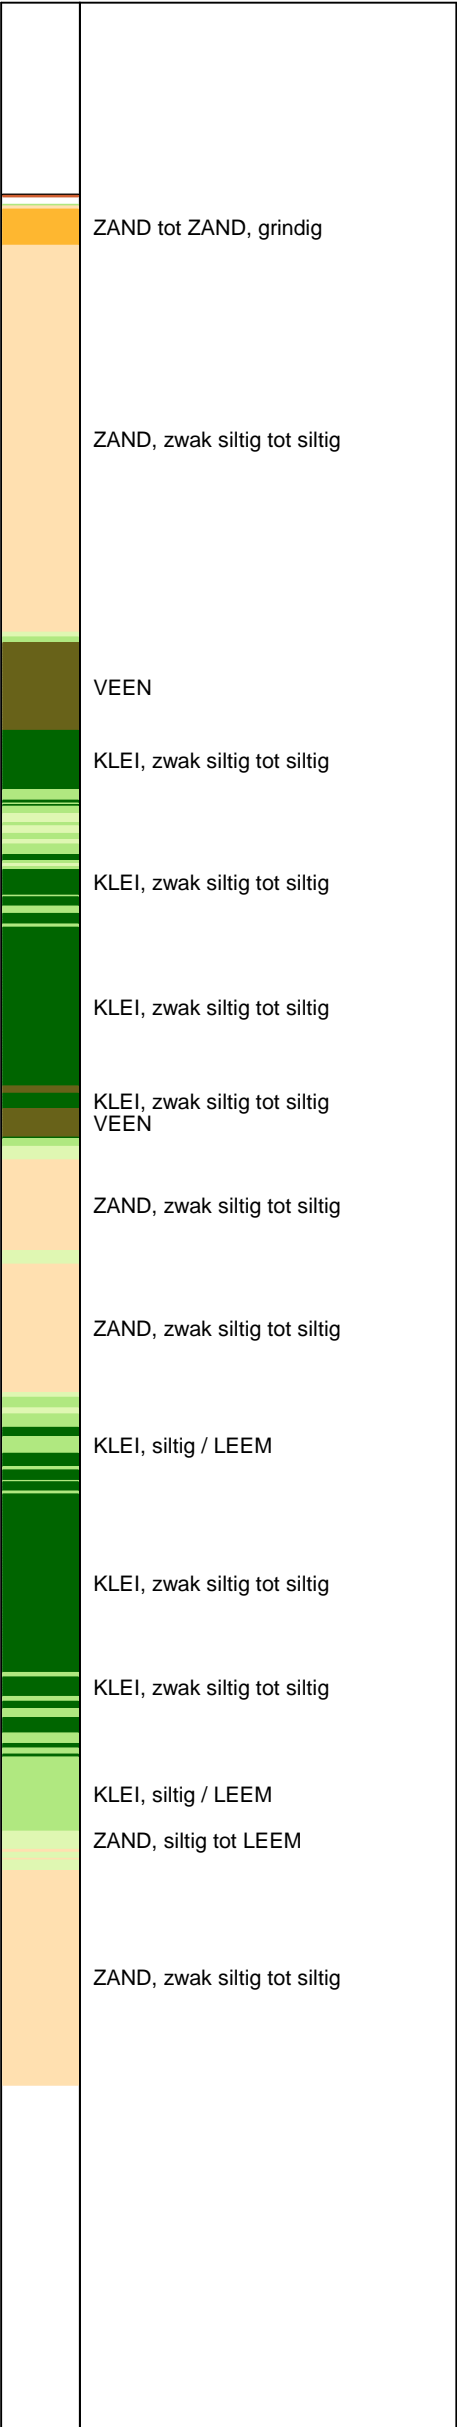 ZAND tot ZAND, grindig
ZAND, zwak siltig tot siltig
VEEN
KLEI, zwak siltig tot siltig
KLEI, zwak siltig tot siltig
KLEI, zwak siltig tot siltig
KLEI, zwak siltig tot siltig
VEEN
ZAND, zwak siltig tot siltig
ZAND, zwak siltig tot siltig
KLEI, siltig / LEEM
KLEI, zwak siltig tot siltig
KLEI, zwak siltig tot siltig
KLEI, siltig / LEEM
ZAND, siltig tot LEEM
ZAND, zwak siltig tot siltig